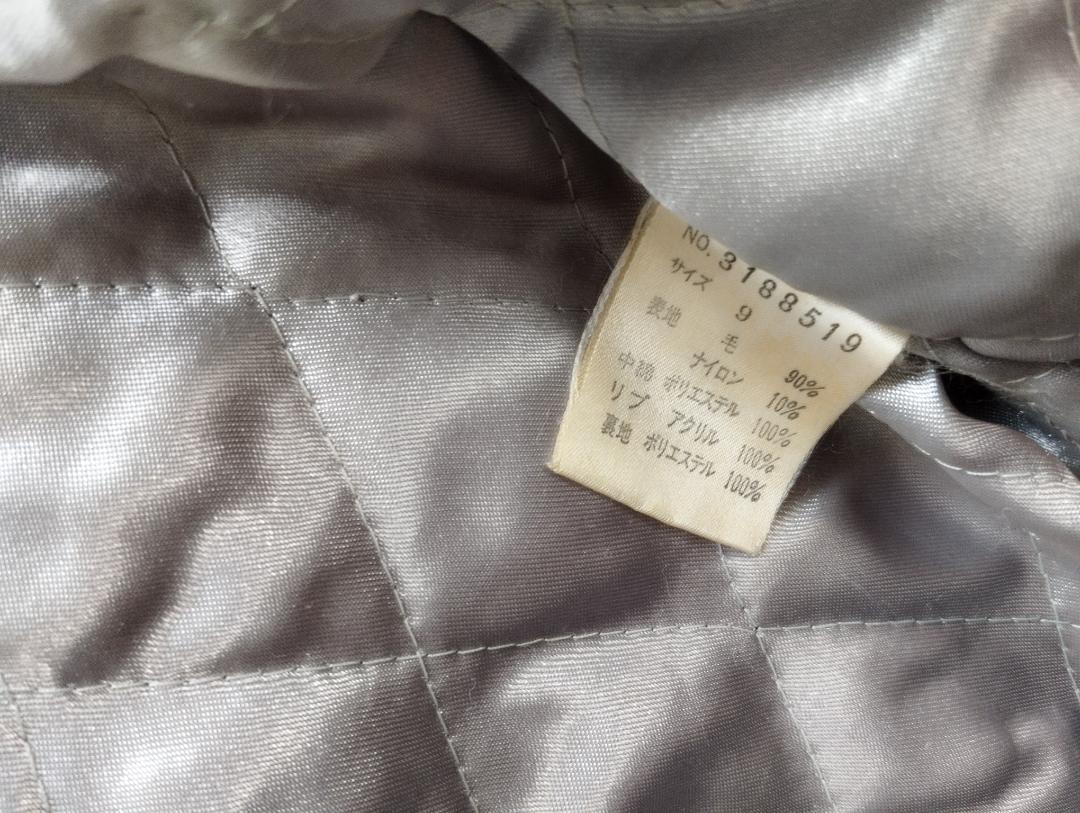 NO. 3188519
サイズ 9
表地 毛 90%
ナイロン 10%
中綿 ポリエステル 100%
リブ アクリル 100%
裏地 ポリエステル 100%